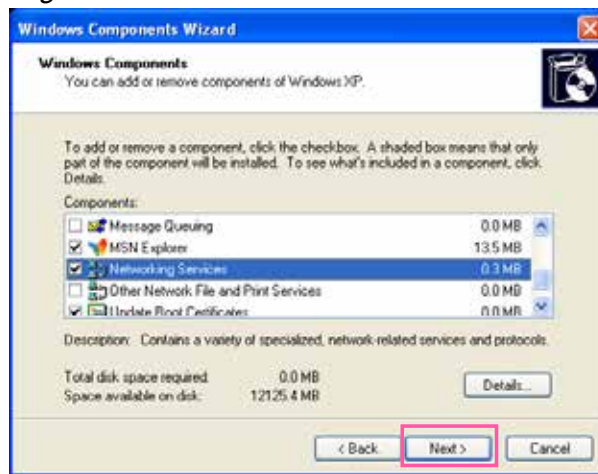 Windows Components Wizard
Windows Components
You can add or remove components of Windows XP.
To add or remove a component, click the checkbox. A shaded box means that only
part of the component will be installed. To see what's included in a component, click
Details.
Components:
Message Queuing 0.0 MB
MSN Explorer 13.5 MB
Networking Services 0.3 MB
Other Network File and Print Services 0.0 MB
Update Root Certificates 0.0 MB
Description: Contains a variety of specialized, network-related services and protocols.
Total disk space required: 0.0 MB
Space available on disk: 12125.4 MB
Details...
< Back Next > Cancel